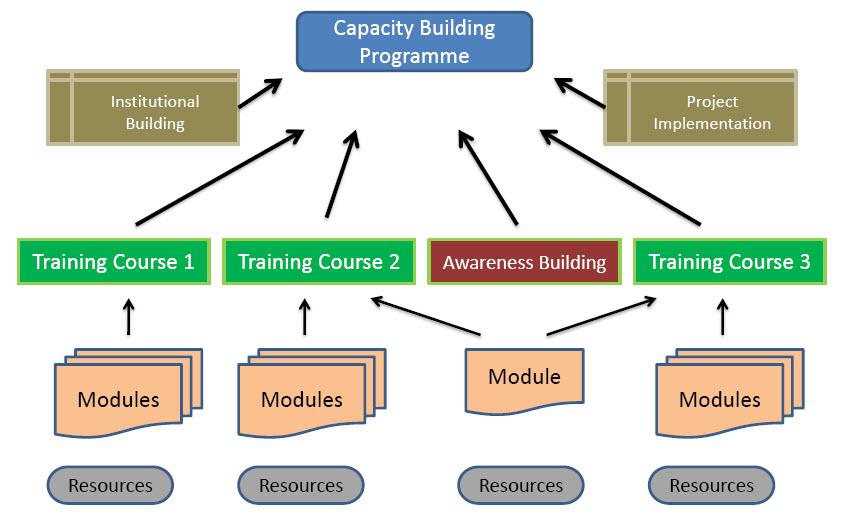 Capacity Building
Programme
Institutional
Building
Project
Implementation
Training Course 1
Training Course 2
Awareness Building
Training Course 3
Modules
Modules
Module
Modules
Resources
Resources
Resources
Resources